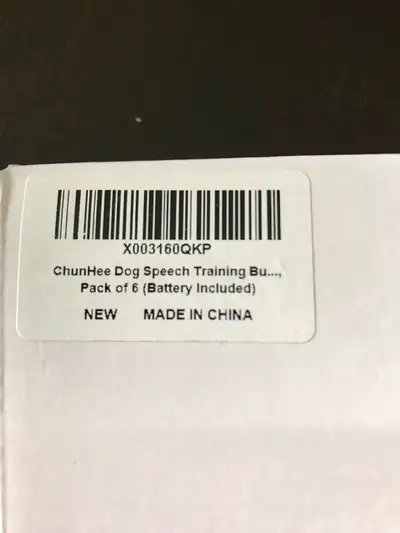 X003160QKP
ChunHee Dog Speech Training Bu...,
Pack of 6 (Battery Included)
NEW MADE IN CHINA